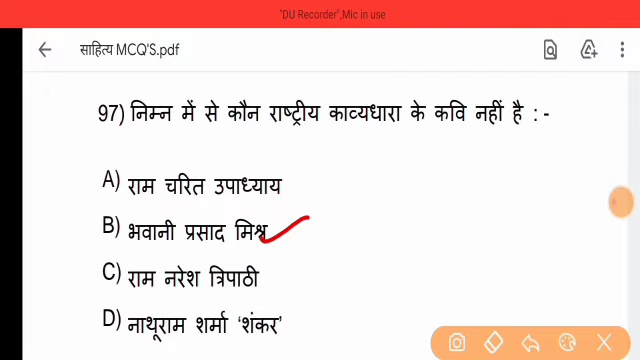 "DU Recorder",Mic in use
साहित्य MCQ'S.pdf
97) निम्न में से कौन राष्ट्रीय काव्यधारा के कवि नहीं है : -
A) राम चरित उपाध्याय
B) भवानी प्रसाद मिश्र
C) राम नरेश त्रिपाठी
D) नाथूराम शर्मा ‘शंकर’